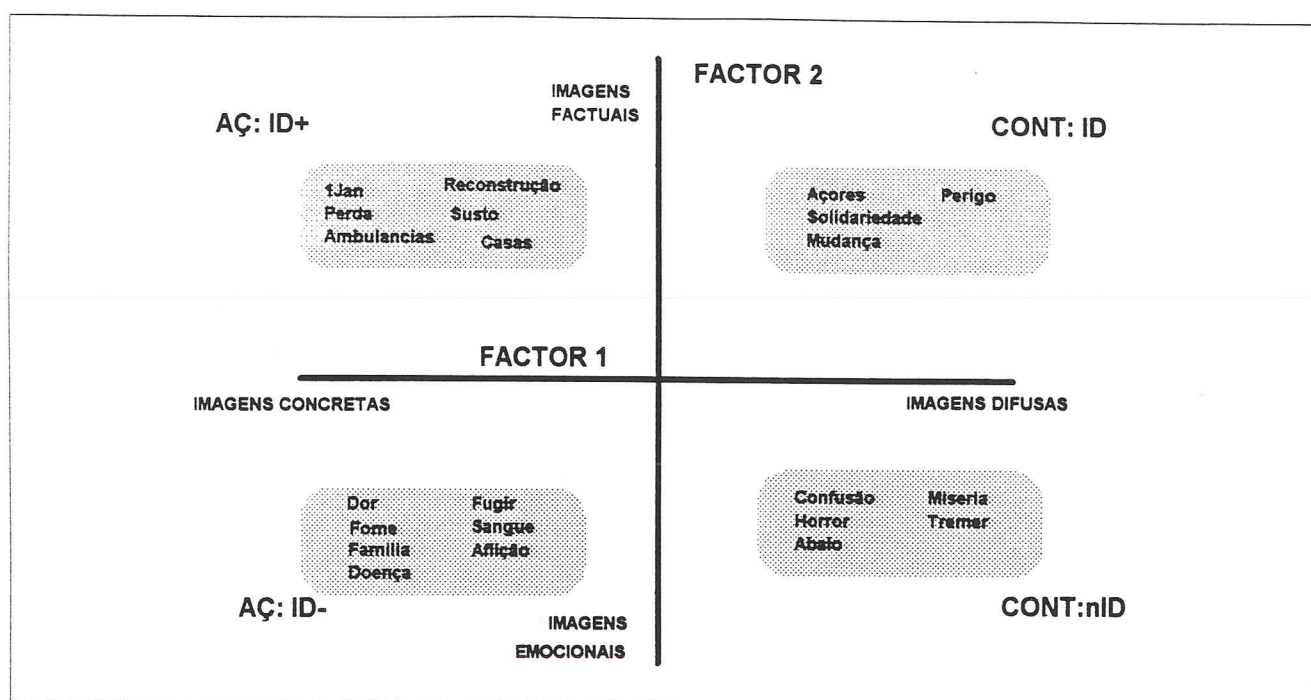 FACTOR 2
IMAGENS
FACTUAIS
AÇ: ID+
CONT: ID
1Jan Reconstrução
Perda Susto
Ambulancias Casas
Açores Perigo
Solidariedade
Mudança
FACTOR 1
IMAGENS CONCRETAS
IMAGENS DIFUSAS
Dor Fugir
Fome Sangue
Familia Aflição
Doença
Confusão Miseria
Horror Tremer
Abalo
AÇ: ID-
CONT:nID
IMAGENS
EMOCIONAIS